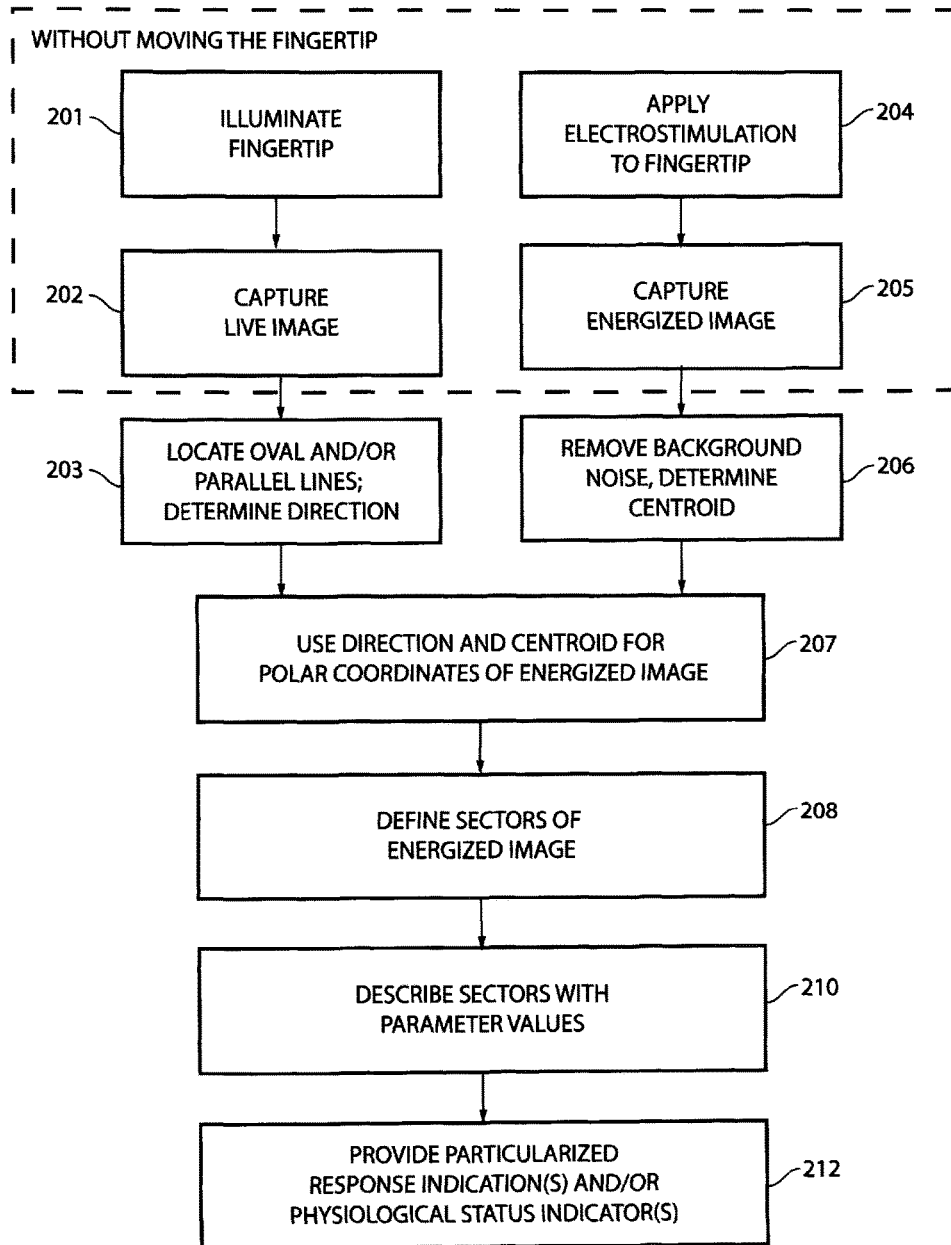 WITHOUT MOVING THE FINGERTIP
201
ILLUMINATE
FINGERTIP
APPLY
ELECTROSTIMULATION
TO FINGERTIP
204
202
CAPTURE
LIVE IMAGE
CAPTURE
ENERGIZED IMAGE
205
203
LOCATE OVAL AND/OR
PARALLEL LINES;
DETERMINE DIRECTION
REMOVE BACKGROUND
NOISE, DETERMINE
CENTROID
206
USE DIRECTION AND CENTROID FOR
POLAR COORDINATES OF ENERGIZED IMAGE
207
DEFINE SECTORS OF
ENERGIZED IMAGE
208
DESCRIBE SECTORS WITH
PARAMETER VALUES
210
PROVIDE PARTICULARIZED
RESPONSE INDICATION(S) AND/OR
PHYSIOLOGICAL STATUS INDICATOR(S)
212